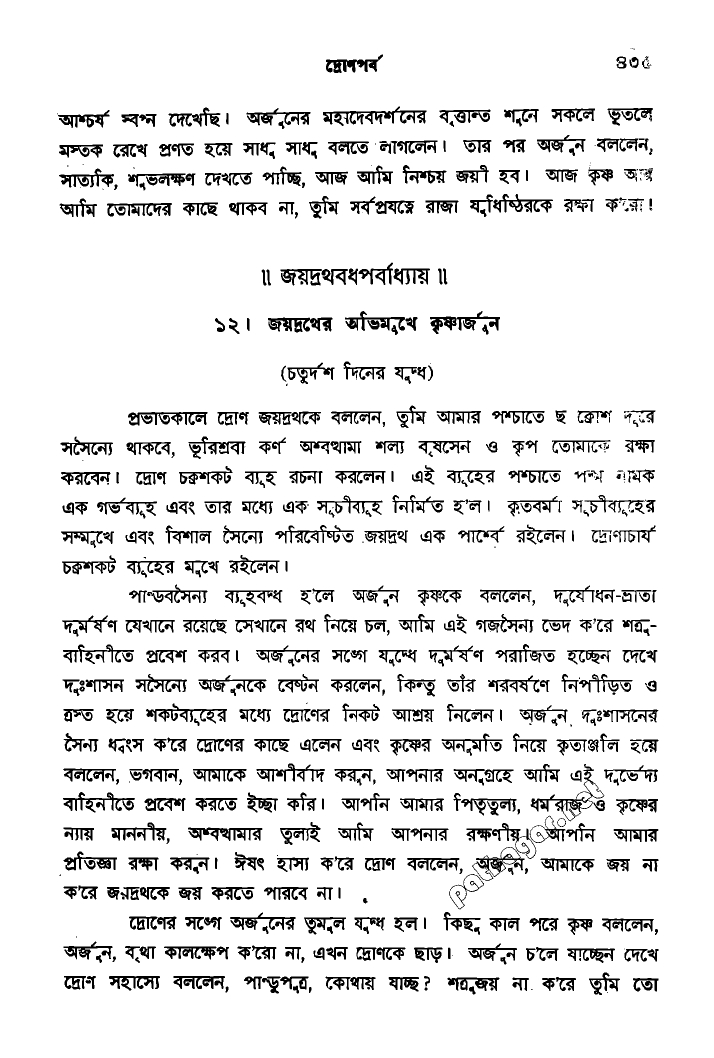 দ্রোণপর্ব ৪৩৫
আশ্চর্য স্বপ্ন দেখেছি। অর্জুনের মহাদেবদর্শনের বৃত্তান্ত শুনে সকলে ভূতলে
মস্তক রেখে প্রণত হয়ে সাধু সাধু বলতে লাগলেন। তার পর অর্জুন বললেন,
সাত্যকি, শুভলক্ষণ দেখতে পাচ্ছি, আজ আমি নিশ্চয় জয়ী হব। আজ কৃষ্ণ আর
আমি তোমাদের কাছে থাকব না, তুমি সর্বপ্রযত্নে রাজা যুধিষ্ঠিরকে রক্ষা ক'রো।
॥ জয়দ্রথবধপর্বাধ্যায় ॥
১২। জয়দ্রথের অভিমুখে কৃষ্ণার্জুন
(চতুর্দশ দিনের যুদ্ধ)
প্রভাতকালে দ্রোণ জয়দ্রথকে বললেন, তুমি আমার পশ্চাতে ছ ক্রোশ দূরে
সসৈন্যে থাকবে, ভূরিশ্রবা কর্ণ অশ্বত্থামা শল্য বৃষসেন ও কৃপ তোমাকে রক্ষা
করবেন। দ্রোণ চক্রশকট ব্যূহ রচনা করলেন। এই ব্যূহের পশ্চাতে পদ্ম নামক
এক গর্ভব্যূহ এবং তার মধ্যে এক সূচীব্যূহ নির্মিত হ'ল। কৃতবর্মা সূচীব্যূহের
সম্মুখে এবং বিশাল সৈন্যে পরিবেষ্টিত জয়দ্রথ এক পার্শ্বে রইলেন। দ্রোণাচার্য
চক্রশকট ব্যূহের মুখে রইলেন।
পাণ্ডবসৈন্য ব্যূহবদ্ধ হ'লে অর্জুন কৃষ্ণকে বললেন, দুর্যোধন-ভ্রাতা
দুর্মর্ষণ যেখানে রয়েছে সেখানে রথ নিয়ে চল, আমি এই গজসৈন্য ভেদ ক'রে শত্রু-
বাহিনীতে প্রবেশ করব। অর্জুনের সঙ্গে যুদ্ধে দুর্মর্ষণ পরাজিত হচ্ছেন দেখে
দুঃশাসন সসৈন্যে অর্জুনকে বেষ্টন করলেন, কিন্তু তাঁর শরবর্ষণে নিপীড়িত ও
ত্রস্ত হয়ে শকটব্যূহের মধ্যে দ্রোণের নিকট আশ্রয় নিলেন। অর্জুন দুঃশাসনের
সৈন্য ধ্বংস ক'রে দ্রোণের কাছে এলেন এবং কৃষ্ণের অনুমতি নিয়ে কৃতাঞ্জলি হয়ে
বললেন, ভগবান, আমাকে আশীর্বাদ করুন, আপনার অনুগ্রহে আমি এই দুর্ভেদ্য
বাহিনীতে প্রবেশ করতে ইচ্ছা করি। আপনি আমার পিতৃতুল্য, ধর্মরাজ ও কৃষ্ণের
ন্যায় মাননীয়, অশ্বত্থামার তুল্যই আমি আপনার রক্ষণীয়। আপনি আমার
প্রতিজ্ঞা রক্ষা করুন। ঈষৎ হাস্য ক'রে দ্রোণ বললেন, অর্জুন, আমাকে জয় না
ক'রে জয়দ্রথকে জয় করতে পারবে না।
দ্রোণের সঙ্গে অর্জুনের তুমুল যুদ্ধ হল। কিছু কাল পরে কৃষ্ণ বললেন,
অর্জুন, বৃথা কালক্ষেপ ক'রো না, এখন দ্রোণকে ছাড়। অর্জুন চ'লে যাচ্ছেন দেখে
দ্রোণ সহাস্যে বললেন, পাণ্ডুপুত্র, কোথায় যাচ্ছ? শত্রুজয় না ক'রে তুমি তো
pathagar.net